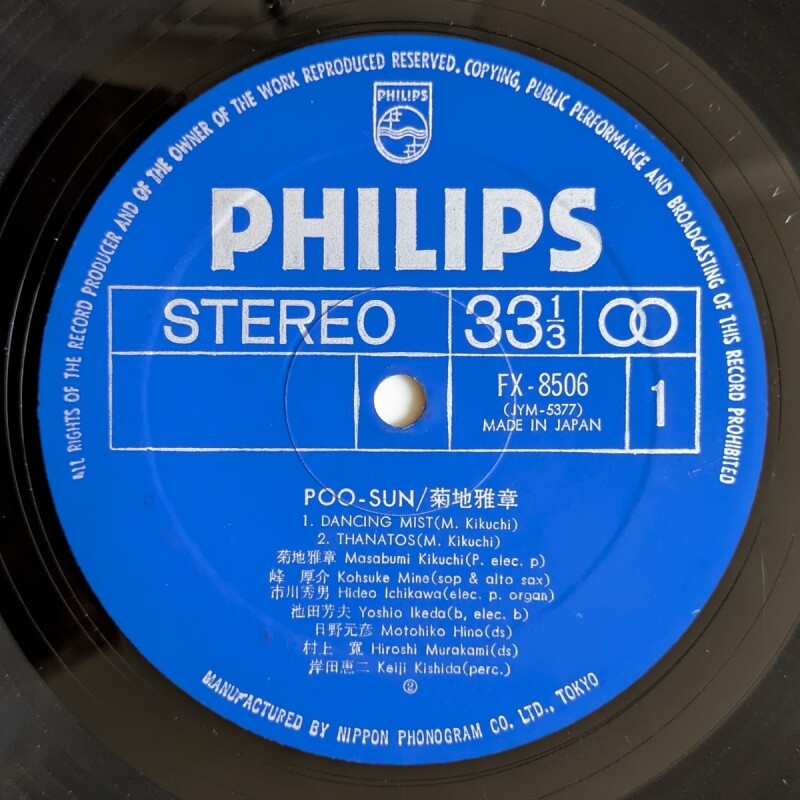 ALL RIGHTS OF THE RECORD PRODUCER AND OF THE OWNER OF THE WORK REPRODUCED RESERVED. COPYING, PUBLIC PERFORMANCE AND BROADCASTING OF THIS RECORD PROHIBITED
PHILIPS
PHILIPS
STEREO
33 1/3
FX-8506
(JYM-5377)
MADE IN JAPAN
1
POO-SUN/菊地雅章
1. DANCING MIST(M. Kikuchi)
2. THANATOS(M. Kikuchi)
菊地雅章 Masabumi Kikuchi(P. elec. p)
峰 厚介 Kohsuke Mine(sop & alto sax)
市川秀男 Hideo Ichikawa(elec. p. organ)
池田芳夫 Yoshio Ikeda(b, elec. b)
日野元彦 Motohiko Hino(ds)
村上 寛 Hiroshi Murakami(ds)
岸田恵二 Keiji Kishida(perc.)
MANUFACTURED BY NIPPON PHONOGRAM CO. LTD., TOKYO